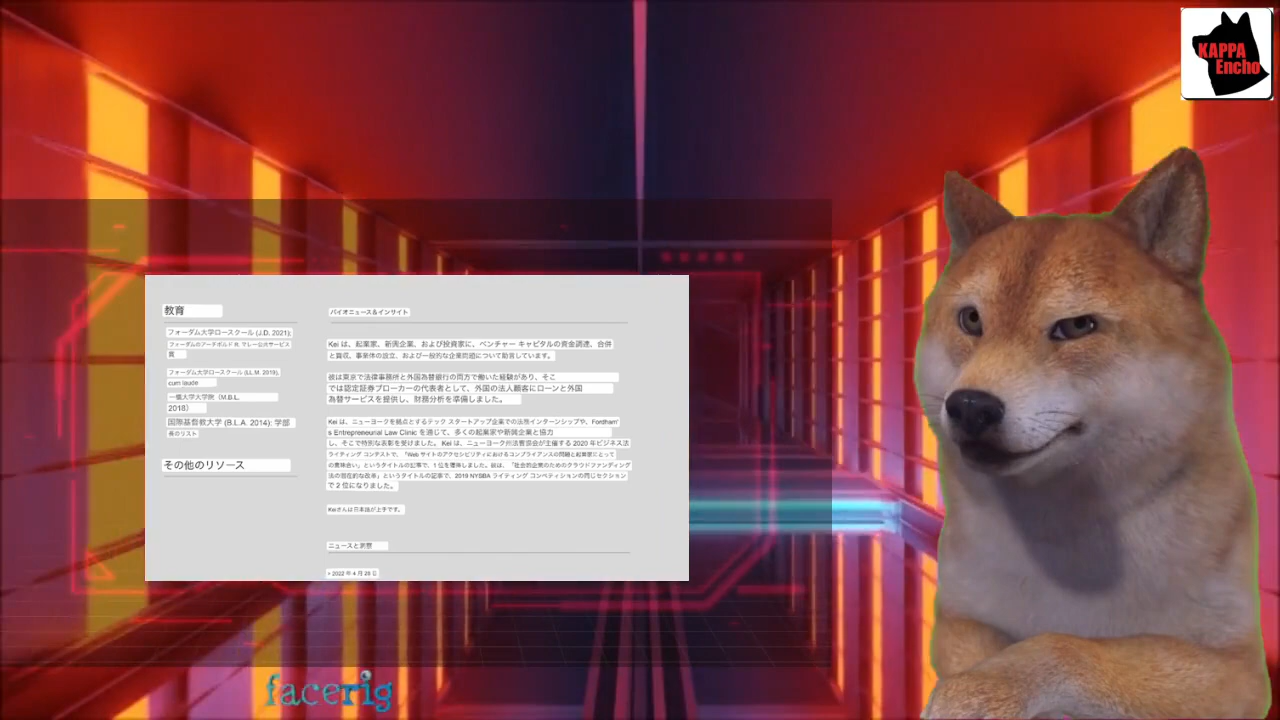 KAPPA
Encho
教育
バイオニュース&インサイト
フォーダム大学ロースクール (J.D. 2021);
フォーダムのアーチボルド R. マレー公共サービス
賞
フォーダム大学ロースクール (LL.M. 2019),
cum laude
一橋大学大学院（M.B.L.
2018）
国際基督教大学 (B.L.A. 2014): 学部
長のリスト
その他のリソース
Kei は、起業家、新興企業、および投資家に、ベンチャー キャピタルの資金調達、合併
と買収、事業体の設立、および一般的な企業問題について助言しています。
彼は東京で法律事務所と外国為替銀行の両方で働いた経験があり、そこ
では認定証券ブローカーの代表者として、外国の法人顧客にローンと外国
為替サービスを提供し、財務分析を準備しました。
Kei は、ニューヨークを拠点とするテック スタートアップ企業での法務インターンシップや、Fordham'
s Entrepreneurial Law Clinic を通じて、多くの起業家や新興企業と協力
し、そこで特別な表彰を受けました。 Kei は、ニューヨーク州法曹協会が主催する 2020 年ビジネス法
ライティング コンテストで、「Web サイトのアクセシビリティにおけるコンプライアンスの問題と起業家にとって
の意味合い」というタイトルの記事で、1 位を獲得しました。彼は、「社会的企業のためのクラウドファンディング
法の潜在的な改革」というタイトルの記事で、2019 NYSBA ライティング コンペティションの同じセクション
で 2 位になりました。
Keiさんは日本語が上手です。
ニュースと洞察
» 2022 年 4 月 28 日
facerig